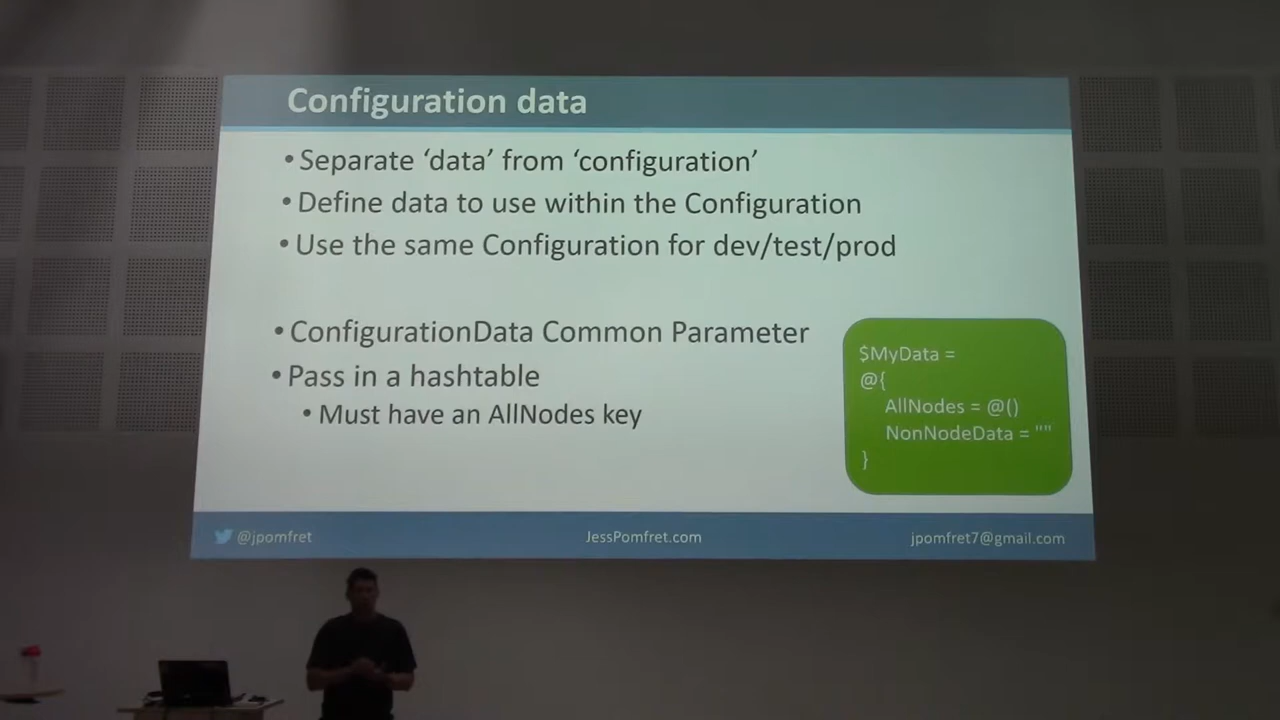 Configuration data
• Separate ‘data’ from ‘configuration’
• Define data to use within the Configuration
• Use the same Configuration for dev/test/prod
• ConfigurationData Common Parameter
• Pass in a hashtable
• Must have an AllNodes key
$MyData =
@{
AllNodes = @()
NonNodeData = ""
}
@jpomfret
JessPomfret.com
jpomfret7@gmail.com